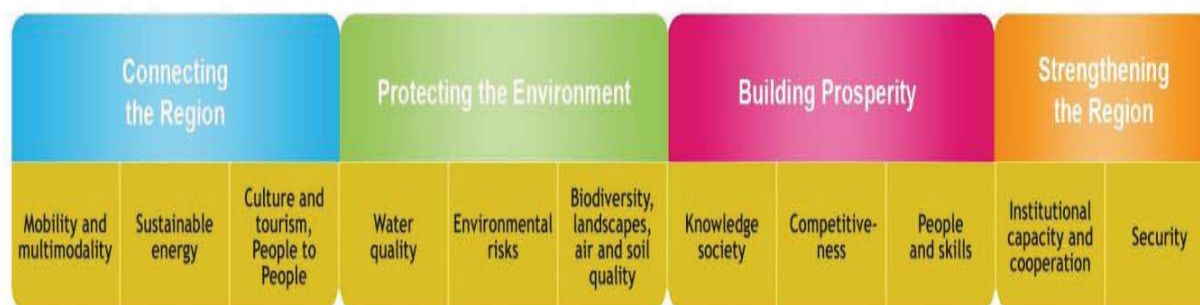 Connecting
the Region
Protecting the Environment
Building Prosperity
Strengthening
the Region
Mobility and
multimodality
Sustainable
energy
Culture and
tourism,
People to
People
Water
quality
Environmental
risks
Biodiversity,
landscapes,
air and soil
quality
Knowledge
society
Competitive-
ness
People
and skills
Institutional
capacity and
cooperation
Security